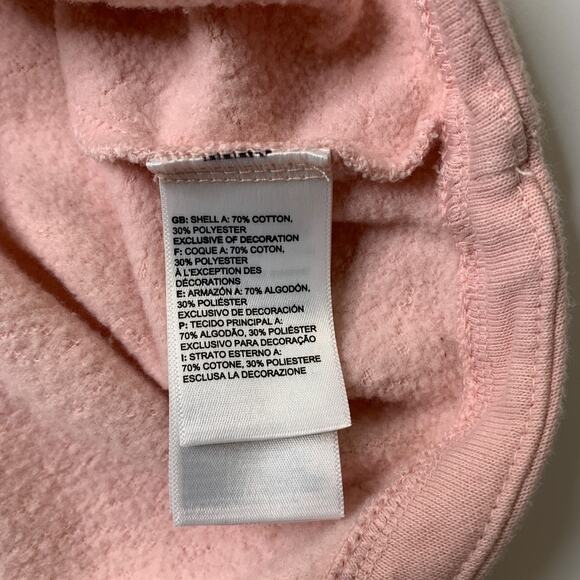 GB: SHELL A: 70% COTTON,
30% POLYESTER
EXCLUSIVE OF DECORATION
F: COQUE A: 70% COTON,
30% POLYESTER
À L'EXCEPTION DES
DÉCORATIONS
E: ARMAZÓN A: 70% ALGODÓN,
30% POLIÉSTER
EXCLUSIVO DE DECORACIÓN
P: TECIDO PRINCIPAL A:
70% ALGODÃO, 30% POLIÉSTER
EXCLUSIVO PARA DECORAÇÃO
I: STRATO ESTERNO A:
70% COTONE, 30% POLIESTERE
ESCLUSA LA DECORAZIONE